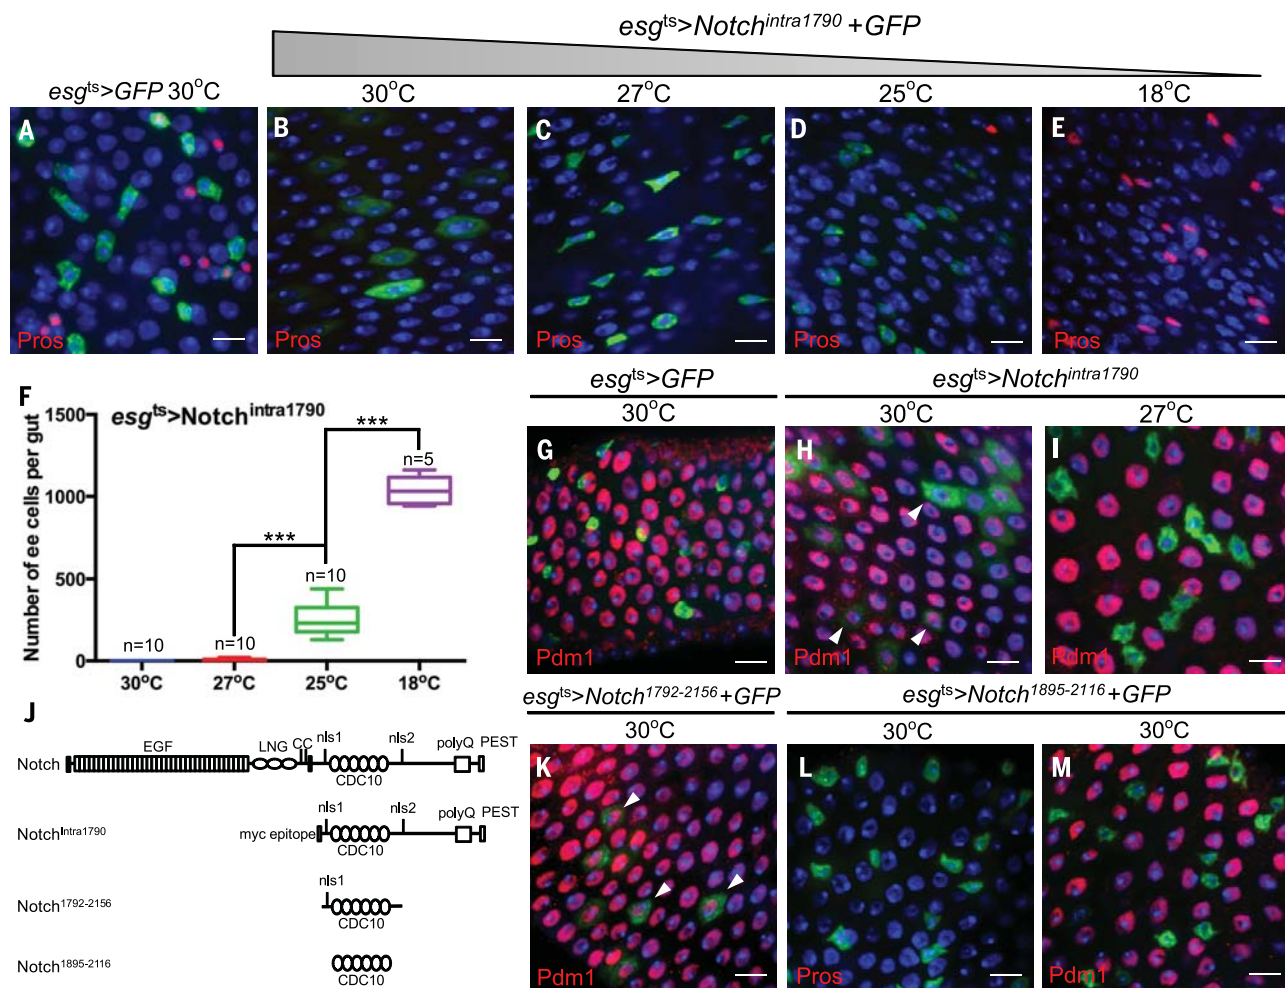 esgᵗˢ>Notchⁱⁿᵗʳᵃ¹⁷⁹⁰ +GFP
esgᵗˢ>GFP 30°C
30°C
27°C
25°C
18°C
A
B
C
D
E
Pros
Pros
Pros
Pros
Pros
F
esgᵗˢ>Notchⁱⁿᵗʳᵃ¹⁷⁹⁰
Number of ee cells per gut
1500
1000
500
0
***
***
n=10
n=10
n=10
n=5
30°C
27°C
25°C
18°C
esgᵗˢ>GFP
esgᵗˢ>Notchⁱⁿᵗʳᵃ¹⁷⁹⁰
30°C
30°C
27°C
G
H
I
Pdm1
Pdm1
Pdm1
J
Notch
EGF
LNG
CC
nls1
CDC10
nls2
polyQ
PEST
Notchᴵⁿᵗʳᵃ¹⁷⁹⁰
myc epitope
nls1
CDC10
nls2
polyQ
PEST
Notch¹⁷⁹²⁻²¹⁵⁶
nls1
CDC10
Notch¹⁸⁹⁵⁻²¹¹⁶
CDC10
esgᵗˢ>Notch¹⁷⁹²⁻²¹⁵⁶+GFP
esgᵗˢ>Notch¹⁸⁹⁵⁻²¹¹⁶+GFP
30°C
30°C
30°C
K
L
M
Pdm1
Pros
Pdm1